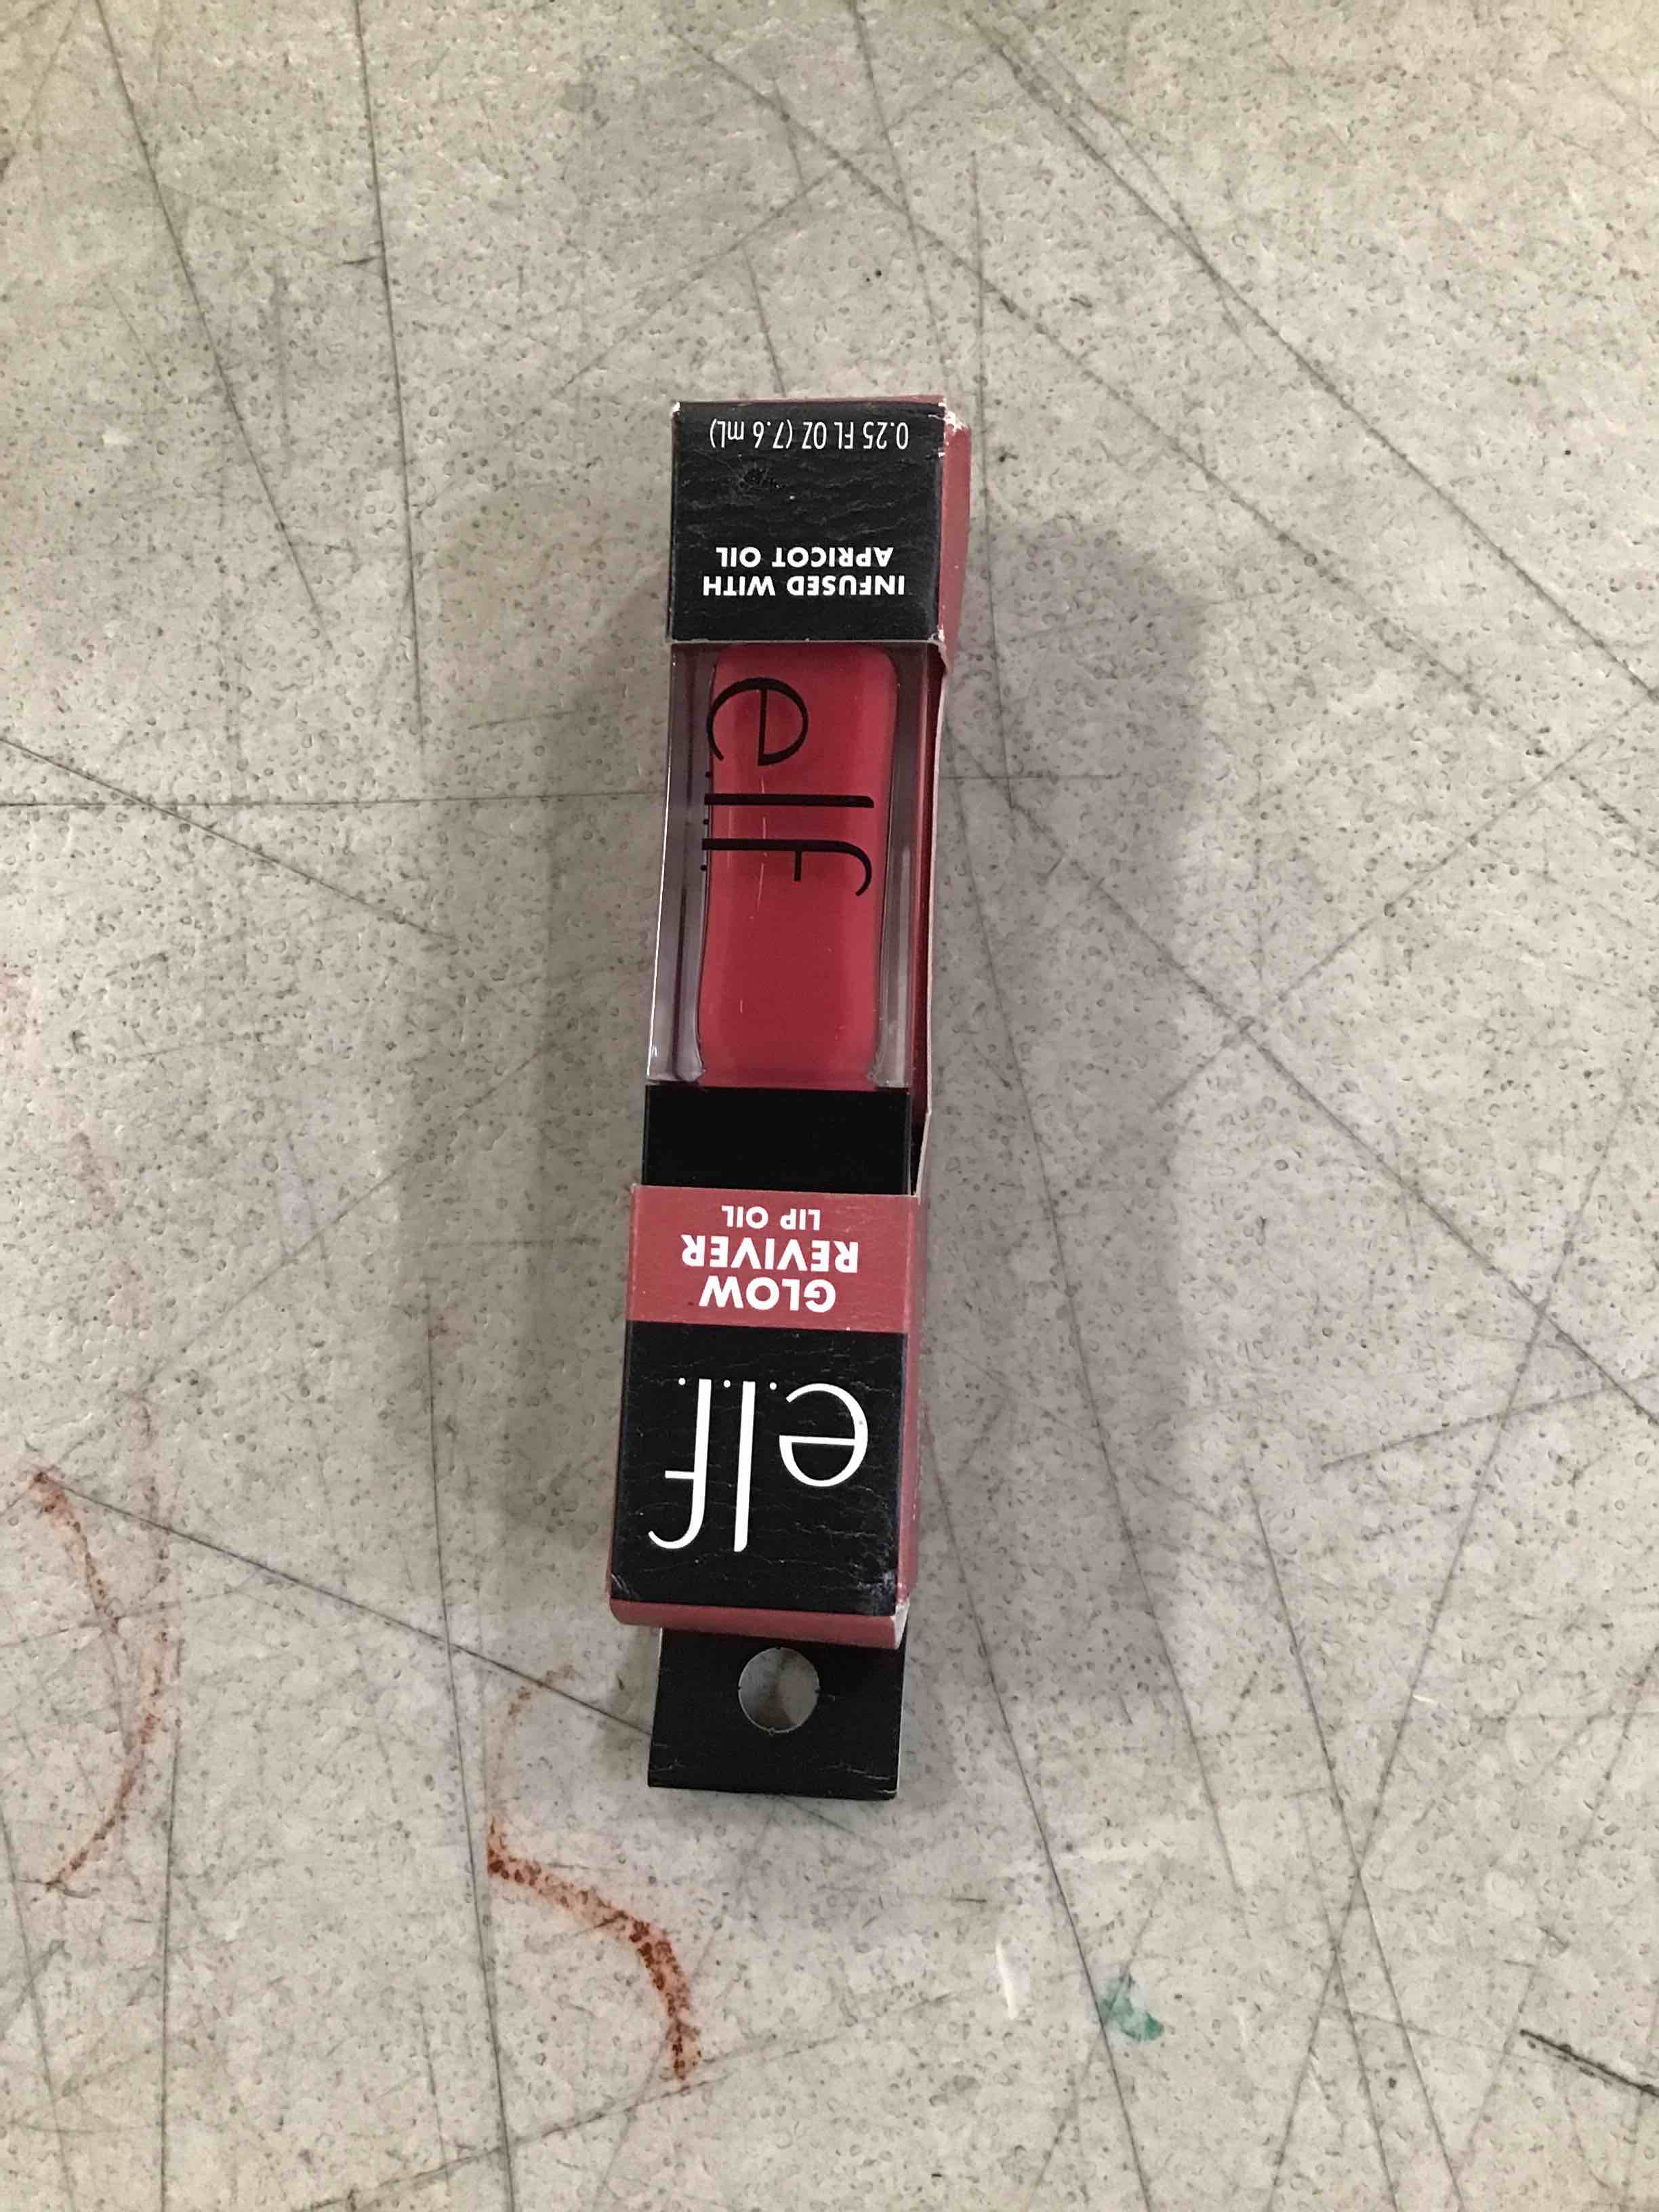 e.l.f.
GLOW
REVIVER
LIP OIL
e.l.f.
INFUSED WITH
APRICOT OIL
0.25 FL OZ (7.6 mL)